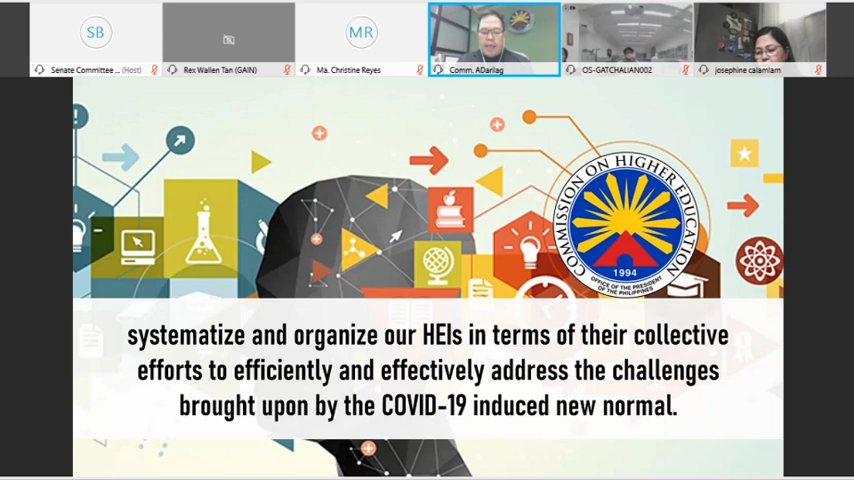 SB
MR
Senate Committee ... (Host)
Rex Wallen Tan (GAIN)
Ma. Christine Reyes
Comm. ADarilag
OS-GATCHALIAN002
josephine calamlam
COMMISSION ON HIGHER EDUCATION
1994
OFFICE OF THE PRESIDENT
OF THE PHILIPPINES
systematize and organize our HEIs in terms of their collective
efforts to efficiently and effectively address the challenges
brought upon by the COVID-19 induced new normal.